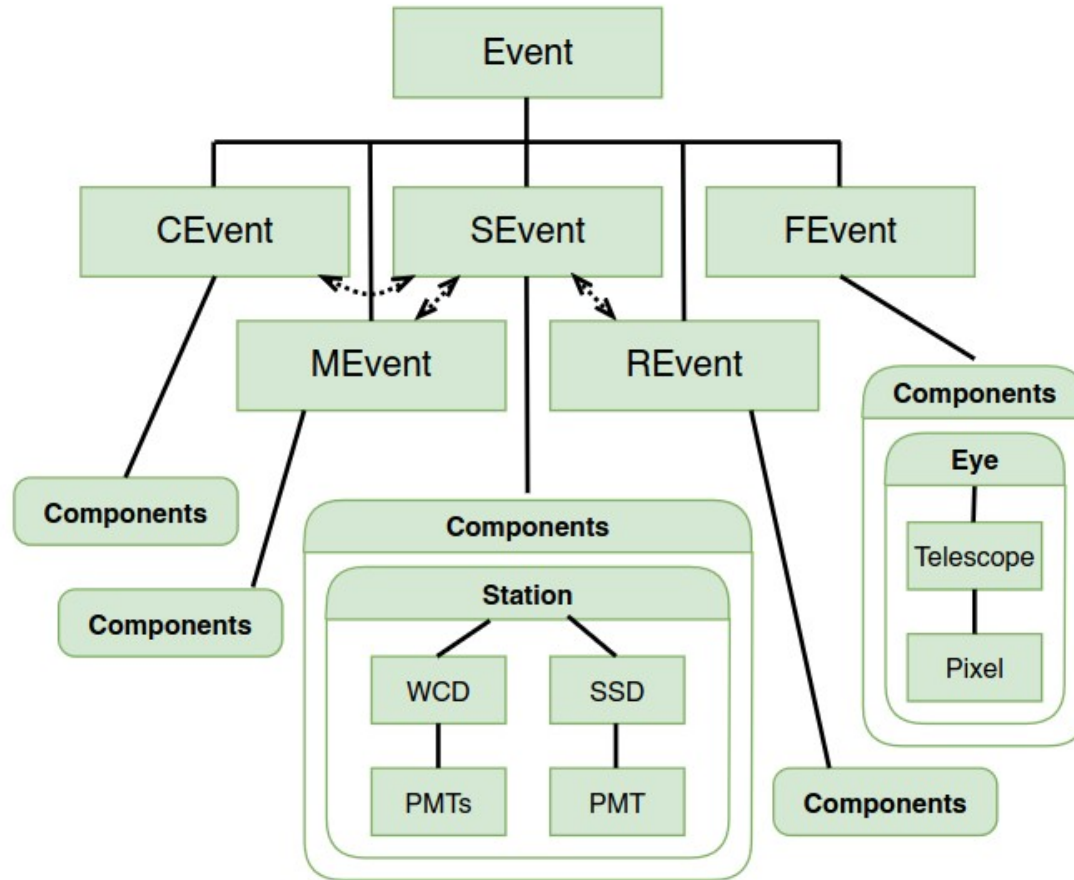 Event
CEvent
SEvent
FEvent
MEvent
REvent
Components
Eye
Telescope
Pixel
Components
Components
Components
Station
WCD
SSD
PMTs
PMT
Components